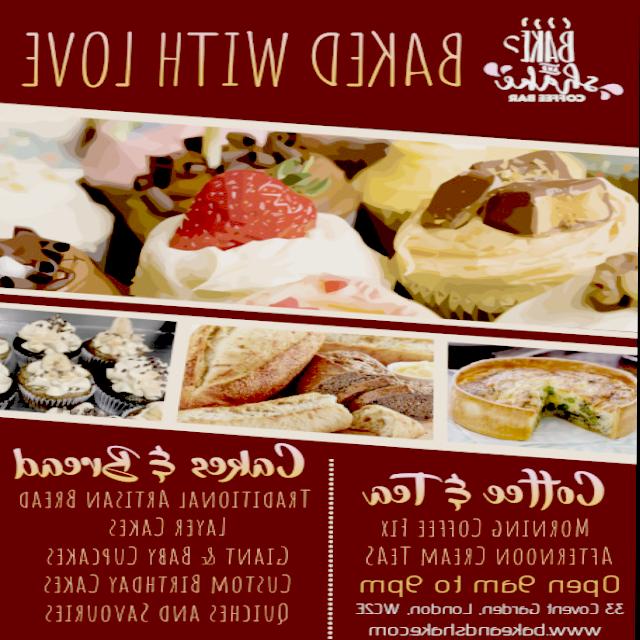 BAKE
AND
shake
COFFEE BAR
BAKED WITH LOVE
Coffee & Tea
MORNING COFFEE FIX
AFTERNOON CREAM TEAS
Open 9am to 9pm
33 Covent Garden, London, WC2E
www.bakeandshake.com
Cakes & Bread
TRADITIONAL ARTISAN BREAD
LAYER CAKES
GIANT & BABY CUPCAKES
CUSTOM BIRTHDAY CAKES
QUICHES AND SAVOURIES